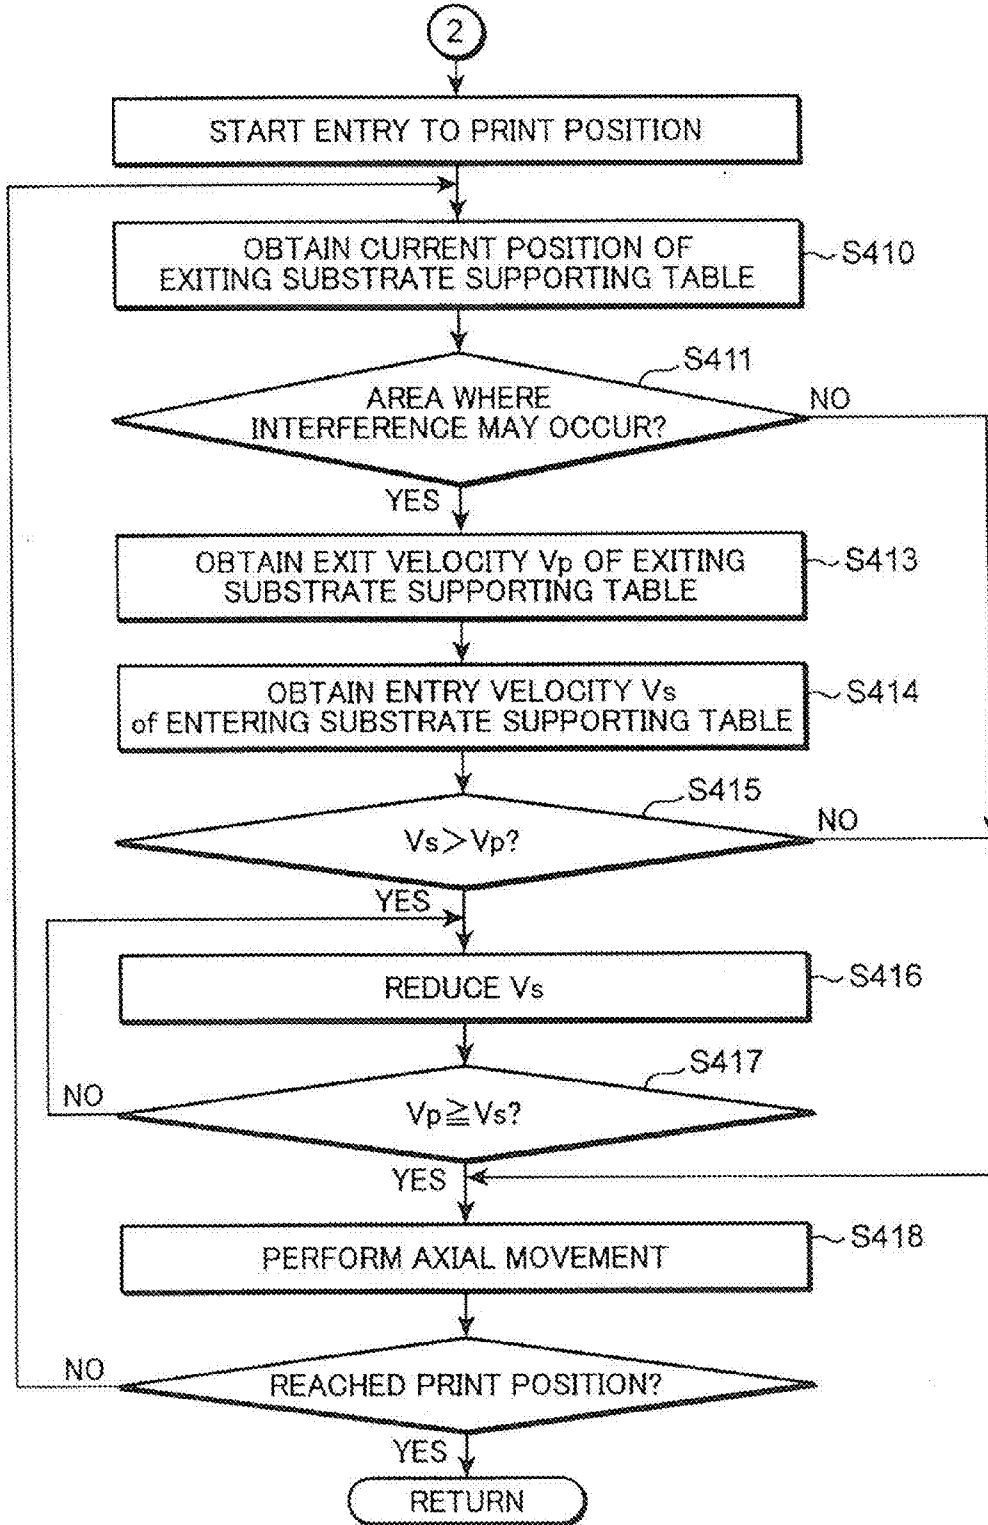 2
START ENTRY TO PRINT POSITION
OBTAIN CURRENT POSITION OF
EXITING SUBSTRATE SUPPORTING TABLE
S410
S411
AREA WHERE
INTERFERENCE MAY OCCUR?
NO
YES
OBTAIN EXIT VELOCITY Vp OF EXITING
SUBSTRATE SUPPORTING TABLE
S413
OBTAIN ENTRY VELOCITY Vs
of ENTERING SUBSTRATE SUPPORTING TABLE
S414
S415
Vs>Vp?
NO
YES
REDUCE Vs
S416
S417
NO
Vp≧Vs?
YES
PERFORM AXIAL MOVEMENT
S418
NO
REACHED PRINT POSITION?
YES
RETURN